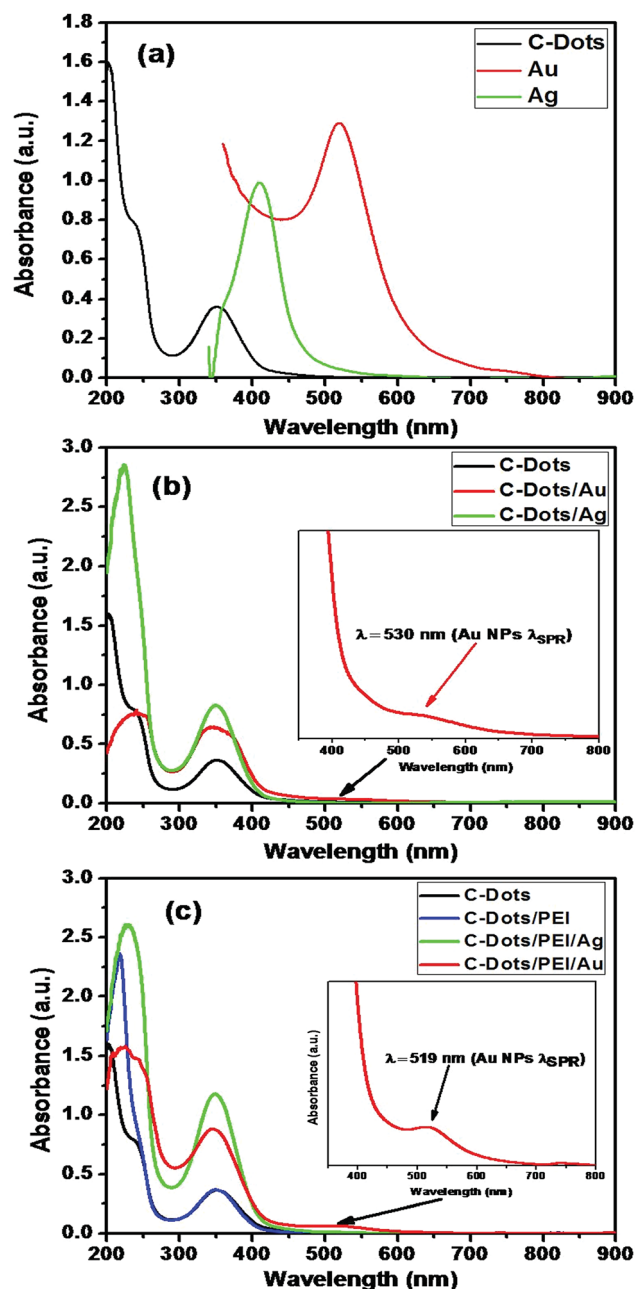 (a)
C-Dots
Au
Ag
Absorbance (a.u.)
1.8
1.6
1.4
1.2
1.0
0.8
0.6
0.4
0.2
0.0
200 300 400 500 600 700 800 900
Wavelength (nm)
(b)
C-Dots
C-Dots/Au
C-Dots/Ag
Absorbance (a.u.)
3.0
2.5
2.0
1.5
1.0
0.5
0.0
λ = 530 nm (Au NPs λSPR)
400 500 600 700 800
Wavelength (nm)
200 300 400 500 600 700 800 900
Wavelength (nm)
(c)
C-Dots
C-Dots/PEI
C-Dots/PEI/Ag
C-Dots/PEI/Au
Absorbance (a.u.)
3.0
2.5
2.0
1.5
1.0
0.5
0.0
Absorbance (a.u.)
λ=519 nm (Au NPs λSPR)
400 500 600 700 800
Wavelength (nm)
200 300 400 500 600 700 800 900
Wavelength (nm)